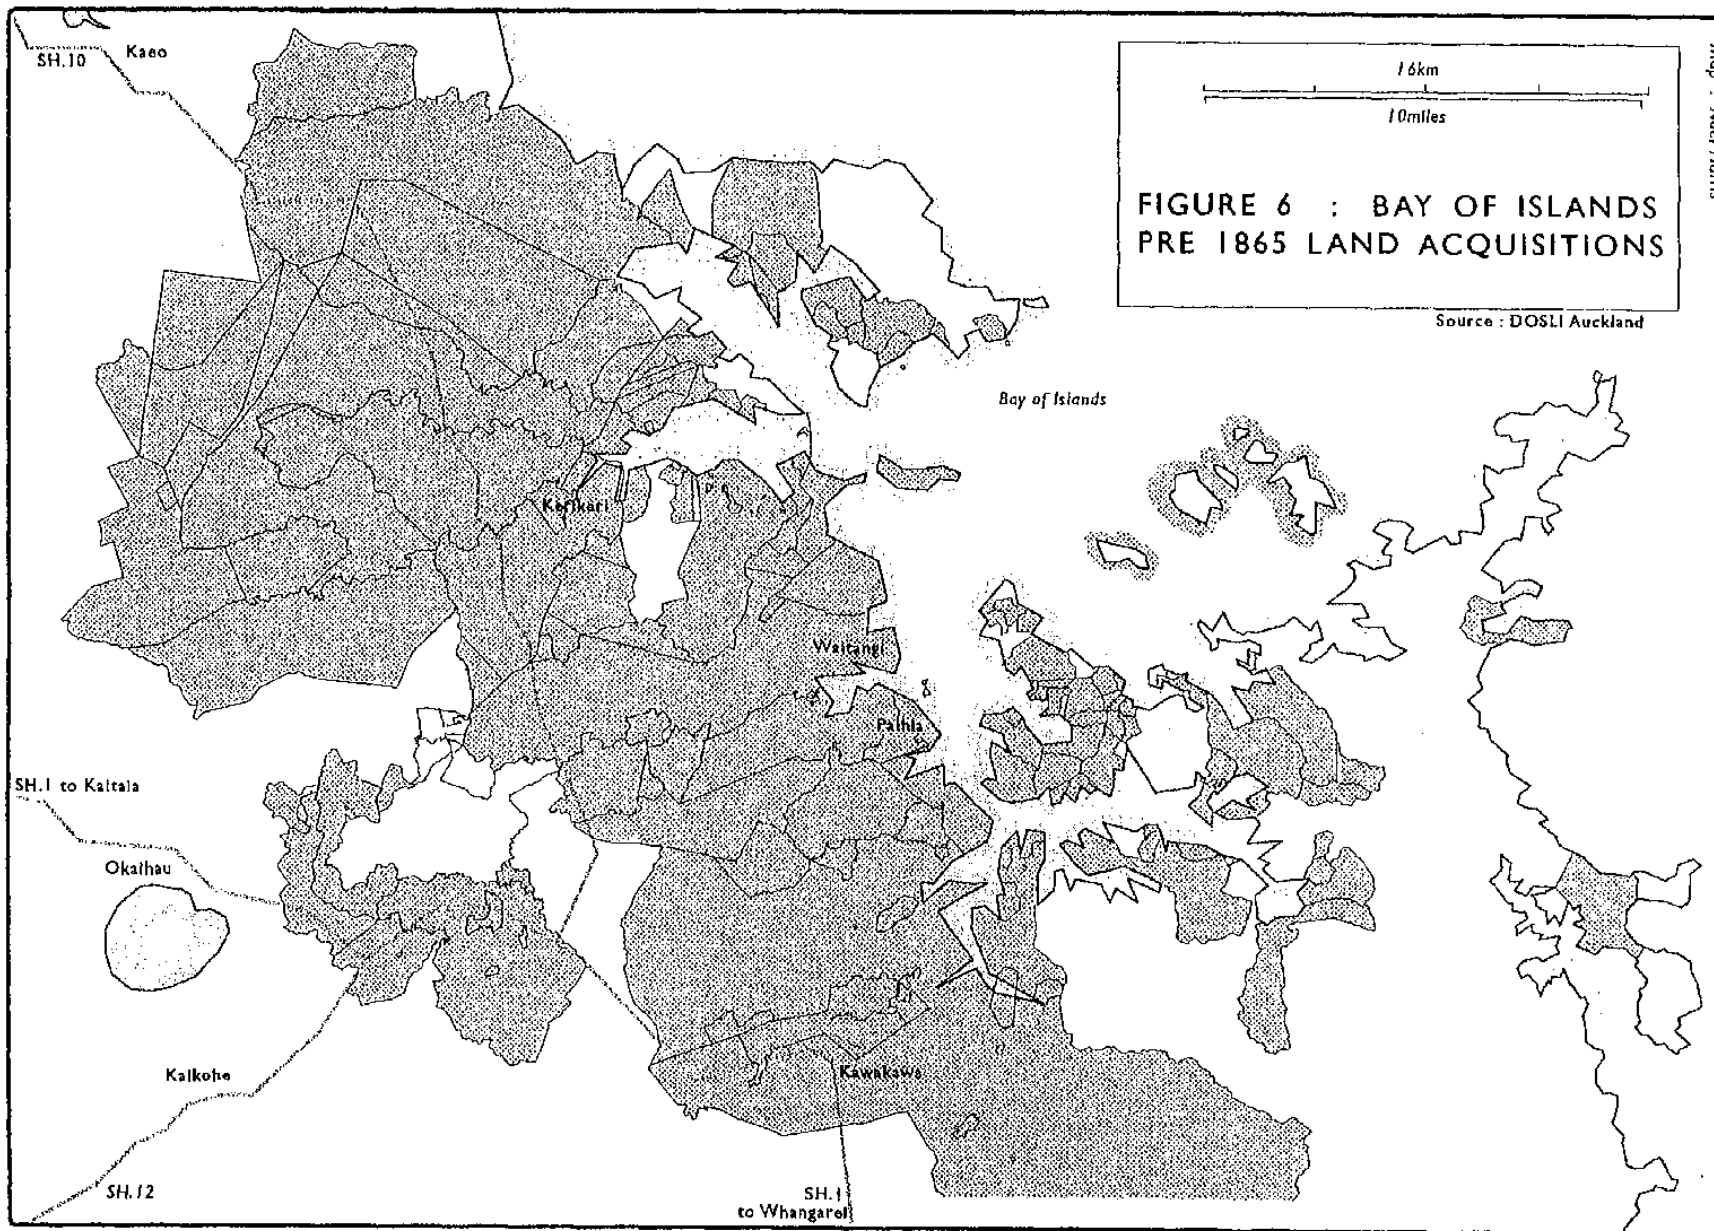 Kaeo
SH.10
16km
10miles
FIGURE 6 : BAY OF ISLANDS
PRE 1865 LAND ACQUISITIONS
Source : DOSLI Auckland
Bay of Islands
Kerikeri
Waitangi
Paihia
SH.1 to Kaitaia
Okaihau
Kaikohe
Kawakawa
SH.12
SH.1
to Whangarei